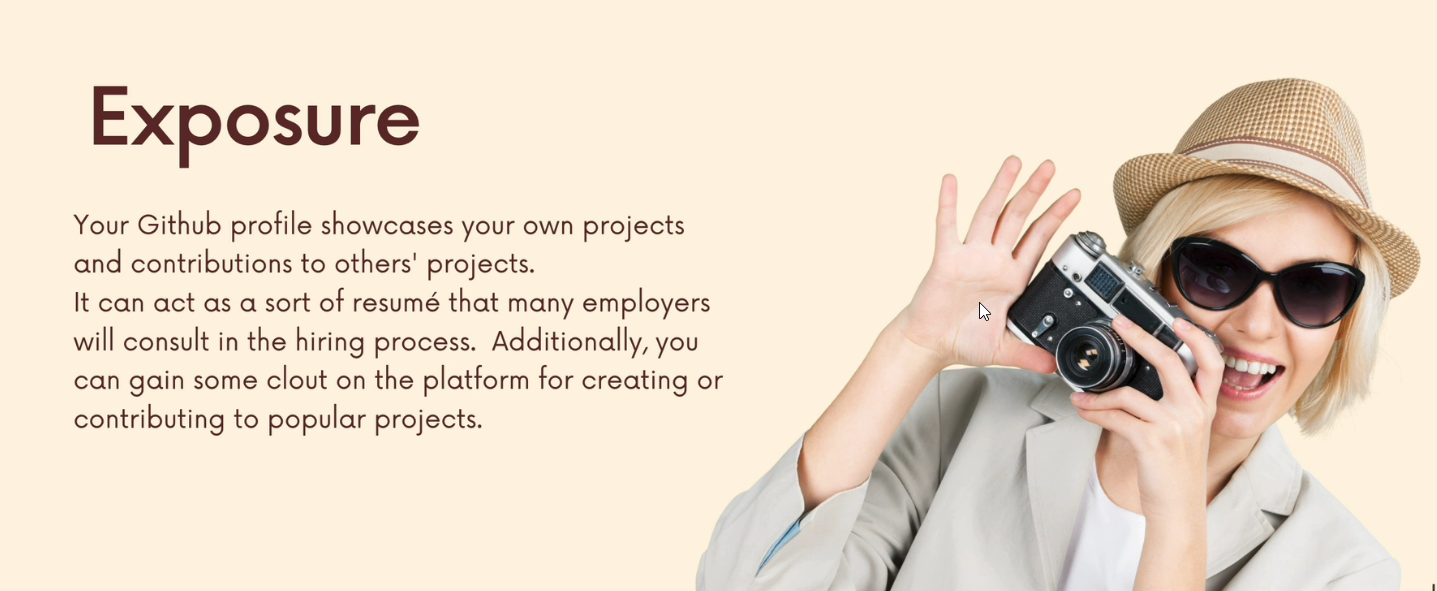 Exposure
Your Github profile showcases your own projects
and contributions to others' projects.
It can act as a sort of resumé that many employers
will consult in the hiring process.  Additionally, you
can gain some clout on the platform for creating or
contributing to popular projects.